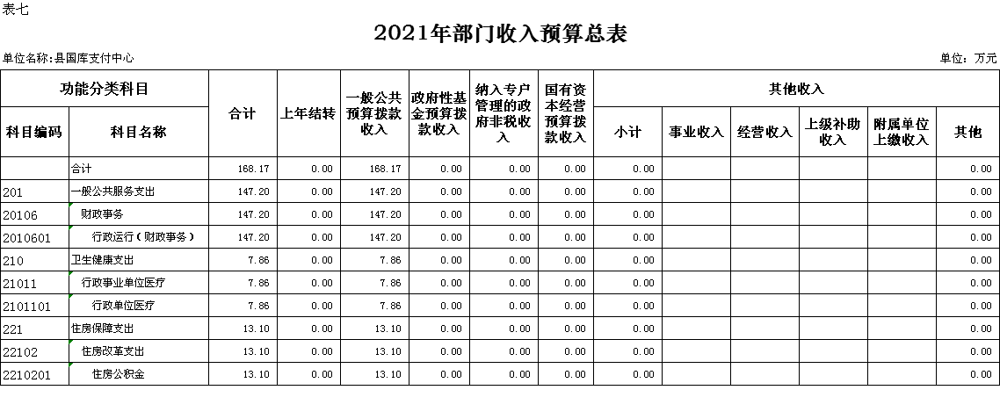 表七
2021年部门收入预算总表
单位名称:县国库支付中心 单位：万元
功能分类科目 合计 上年结转 一般公共预算拨款收入 政府性基金预算拨款收入 纳入专户管理的政府非税收入 国有资本经营预算拨款收入 其他收入
科目编码 科目名称 小计 事业收入 经营收入 上级补助收入 附属单位上缴收入 其他
合计 168.17 0.00 168.17 0.00 0.00 0.00 0.00 0.00
201 一般公共服务支出 147.20 0.00 147.20 0.00 0.00 0.00 0.00 0.00
20106 财政事务 147.20 0.00 147.20 0.00 0.00 0.00 0.00 0.00
2010601 行政运行（财政事务） 147.20 0.00 147.20 0.00 0.00 0.00 0.00 0.00
210 卫生健康支出 7.86 0.00 7.86 0.00 0.00 0.00 0.00 0.00
21011 行政事业单位医疗 7.86 0.00 7.86 0.00 0.00 0.00 0.00 0.00
2101101 行政单位医疗 7.86 0.00 7.86 0.00 0.00 0.00 0.00 0.00
221 住房保障支出 13.10 0.00 13.10 0.00 0.00 0.00 0.00 0.00
22102 住房改革支出 13.10 0.00 13.10 0.00 0.00 0.00 0.00 0.00
2210201 住房公积金 13.10 0.00 13.10 0.00 0.00 0.00 0.00 0.00